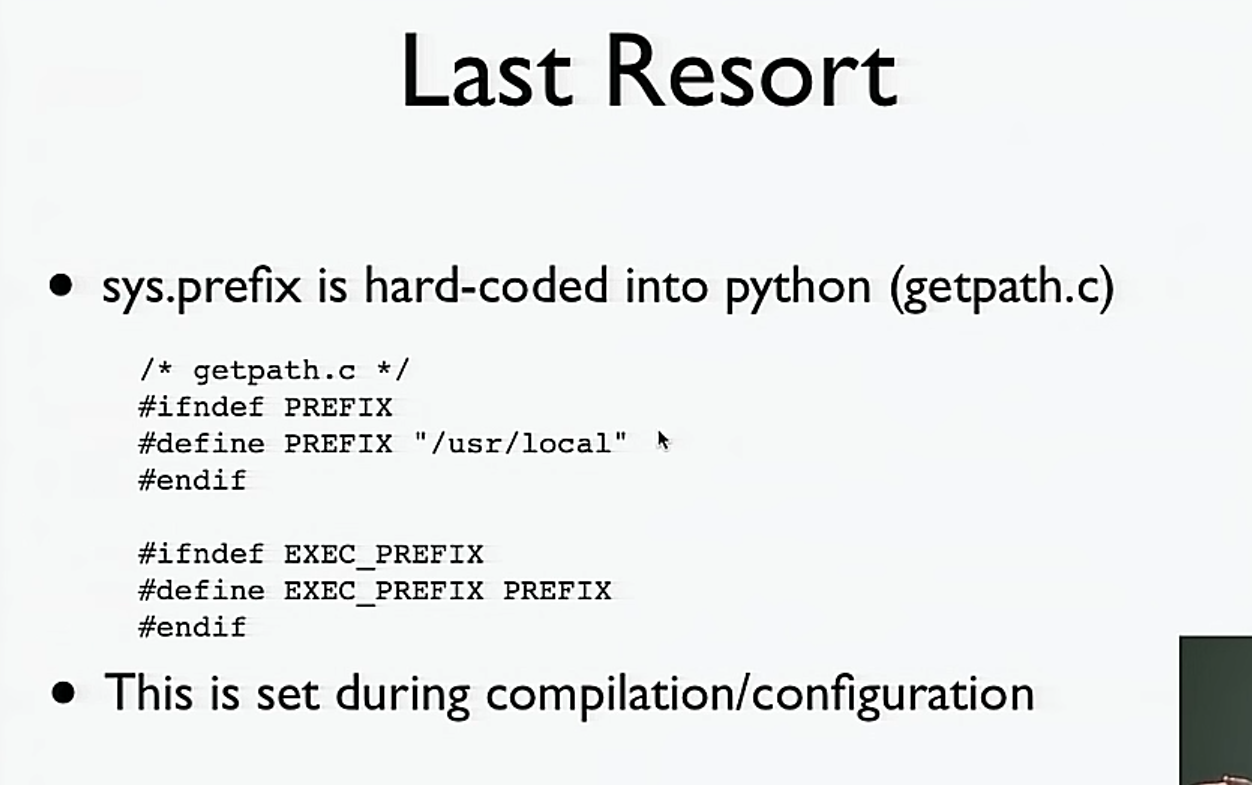 Last Resort
• sys.prefix is hard-coded into python (getpath.c)
/* getpath.c */
#ifndef PREFIX
#define PREFIX "/usr/local"
#endif
#ifndef EXEC_PREFIX
#define EXEC_PREFIX PREFIX
#endif
• This is set during compilation/configuration